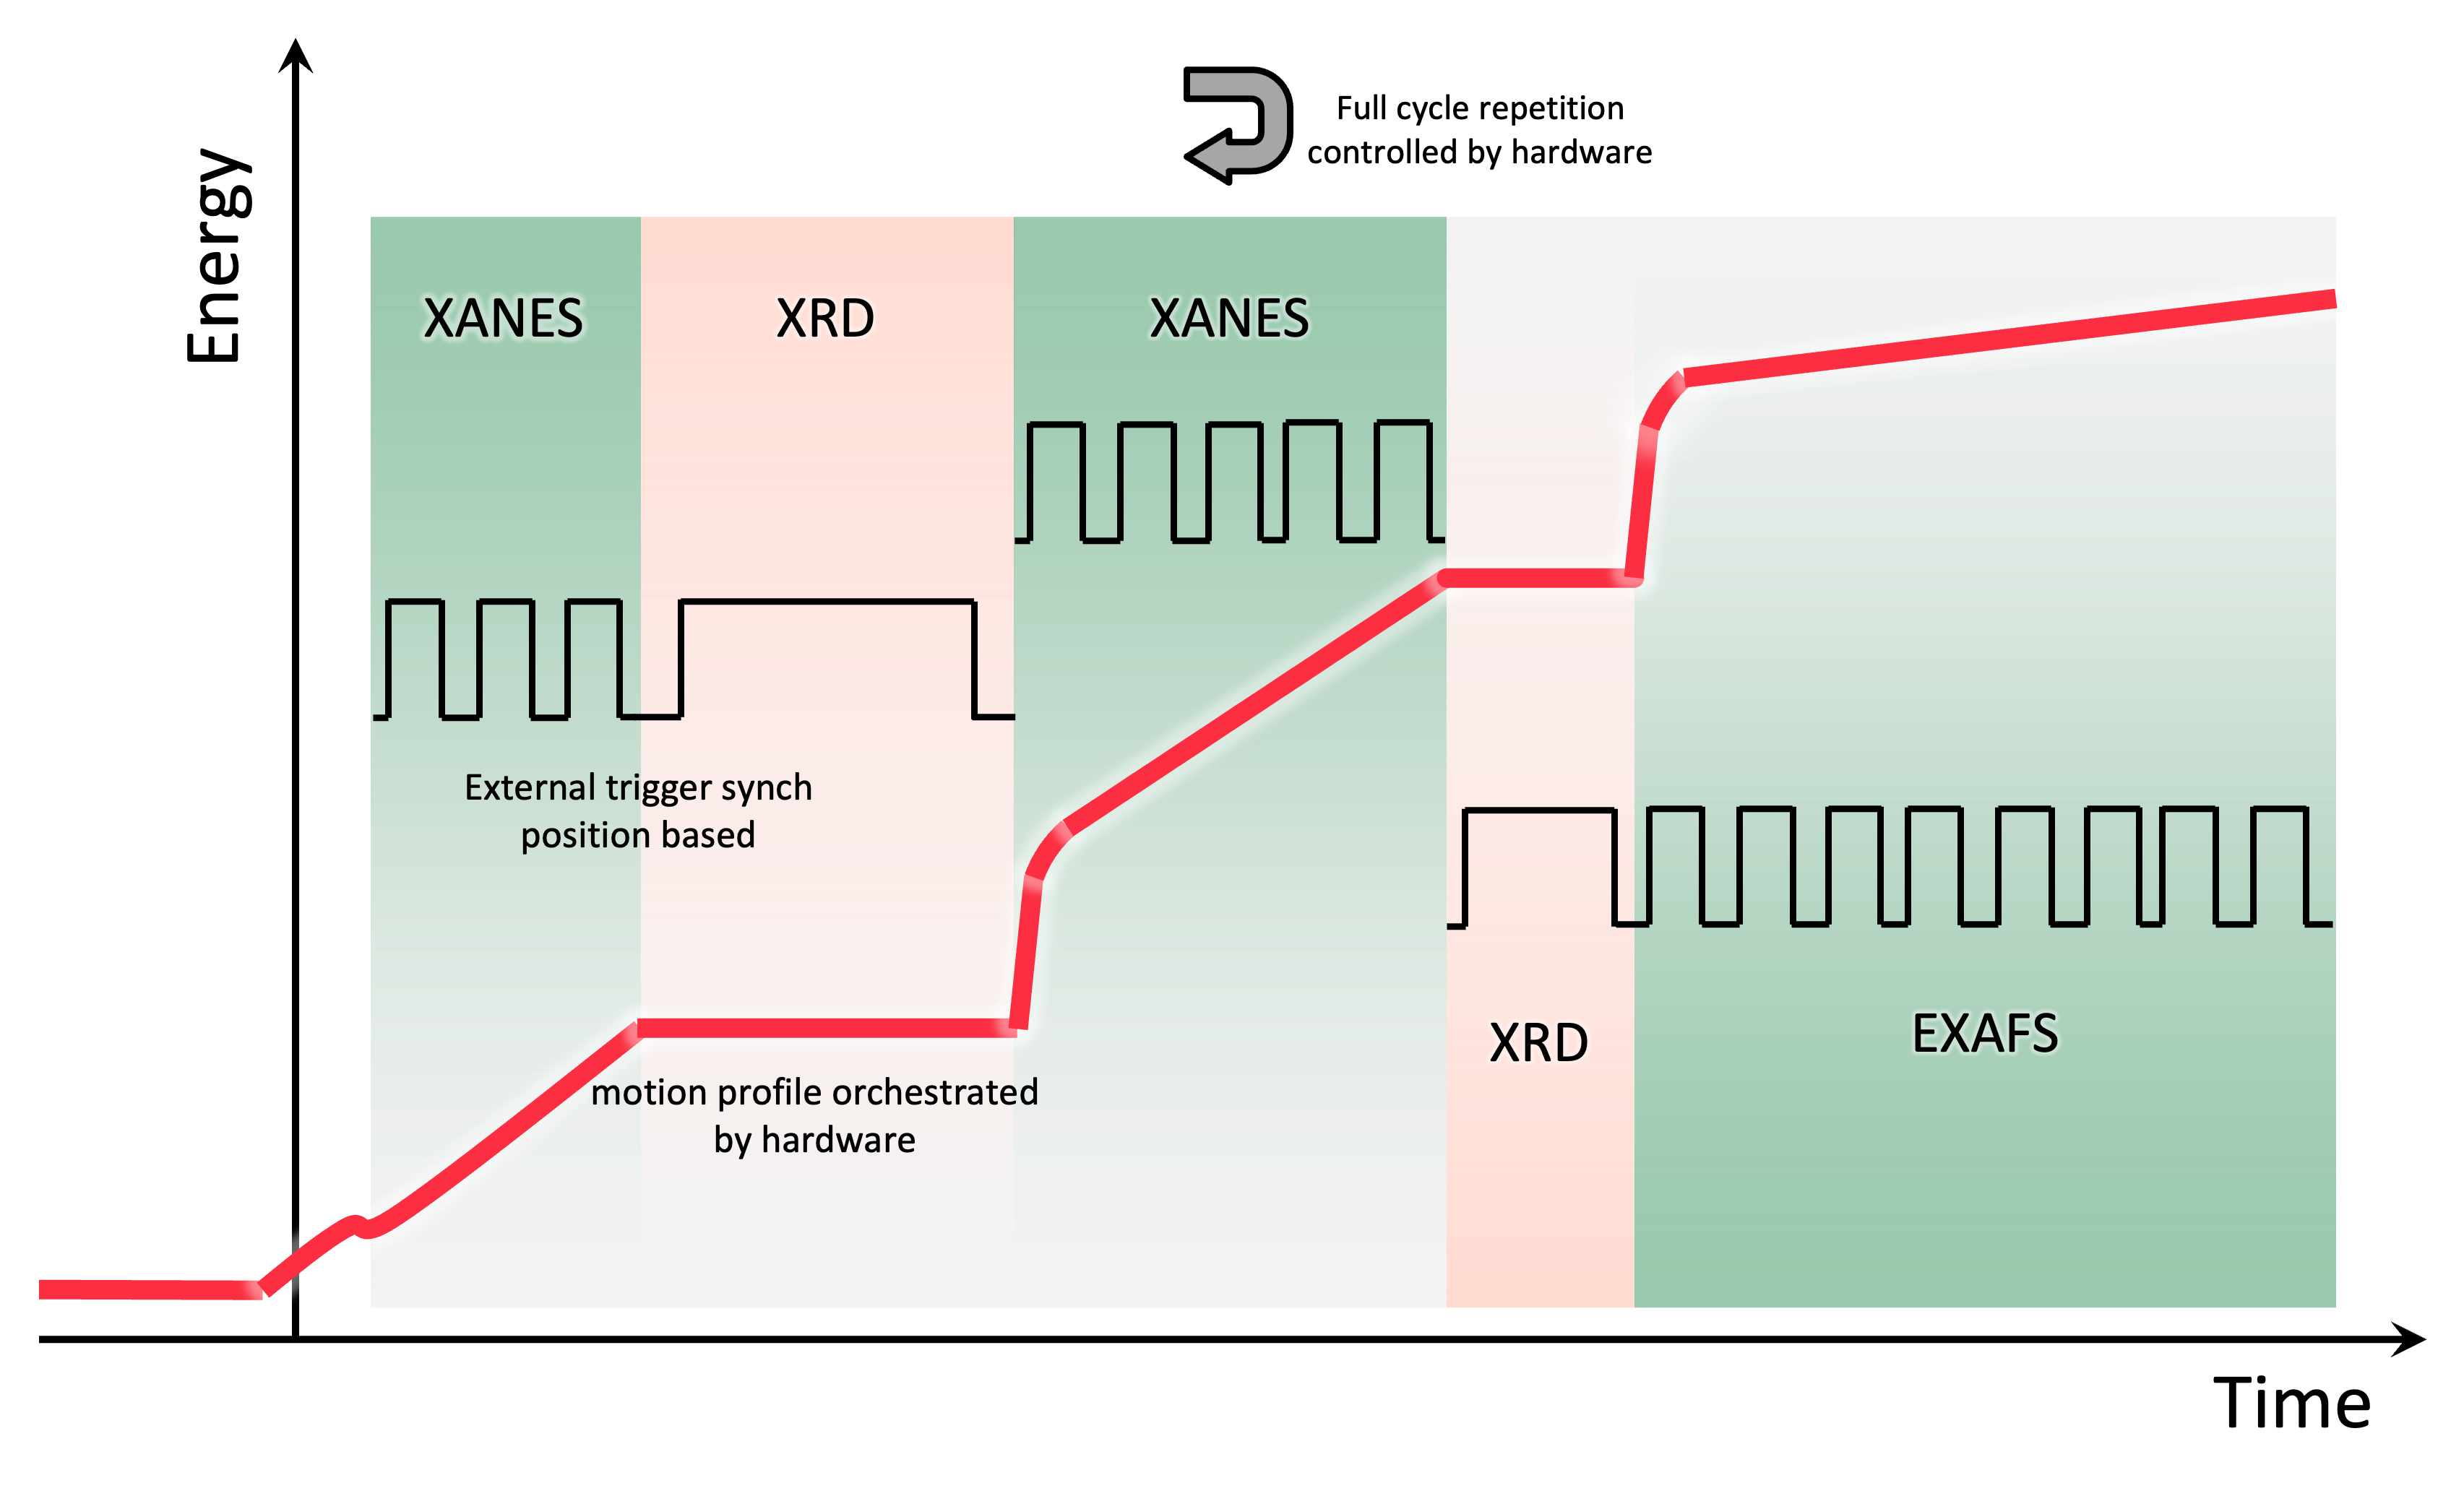 Energy
Full cycle repetition
controlled by hardware
XANES
XRD
XANES
External trigger synch
position based
motion profile orchestrated
by hardware
XRD
EXAFS
Time